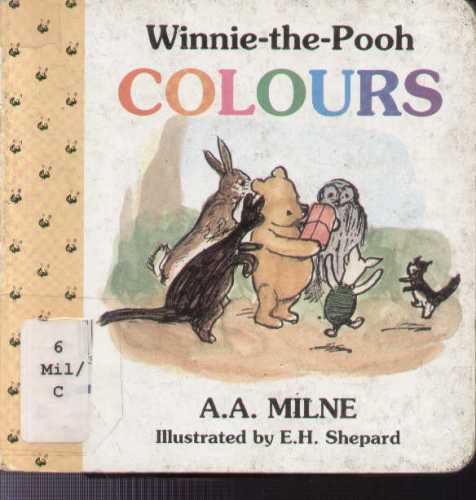 Winnie-the-Pooh
COLOURS
6
Mil/
C
A.A. MILNE
Illustrated by E.H. Shepard